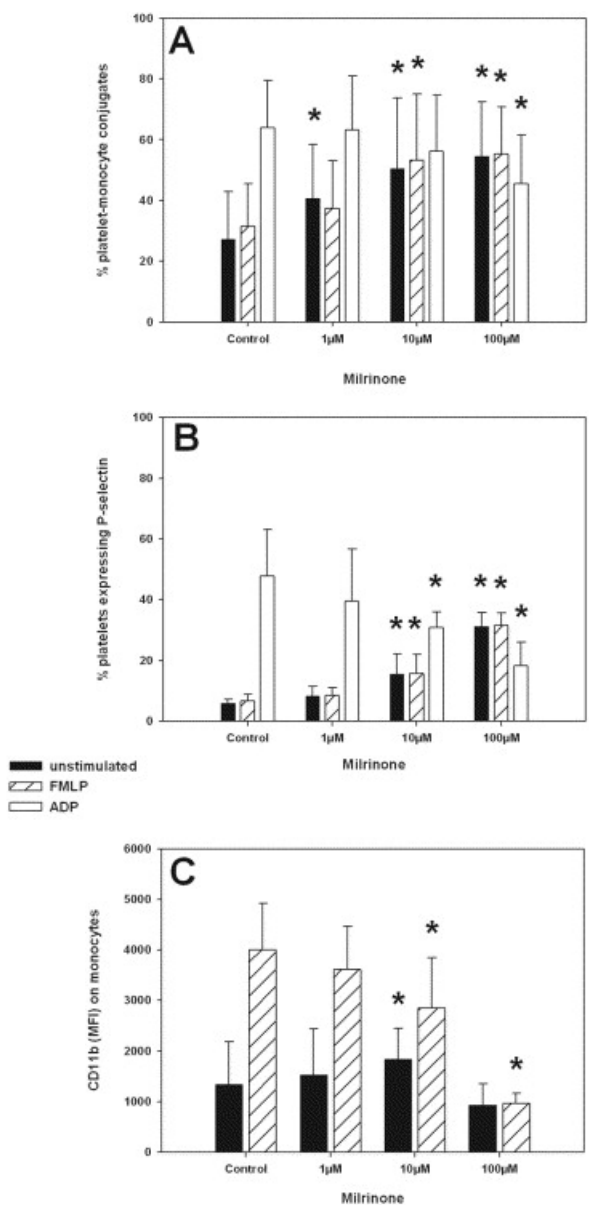 A
% platelet-monocyte conjugates
100
80
60
40
20
0
* * * * * *
Control 1µM 10µM 100µM
Milrinone
B
% platelets expressing P-selectin
100
80
60
40
20
0
* * * * * *
Control 1µM 10µM 100µM
Milrinone
unstimulated
FMLP
ADP
C
CD11b (MFI) on monocytes
6000
5000
4000
3000
2000
1000
0
* * *
Control 1µM 10µM 100µM
Milrinone